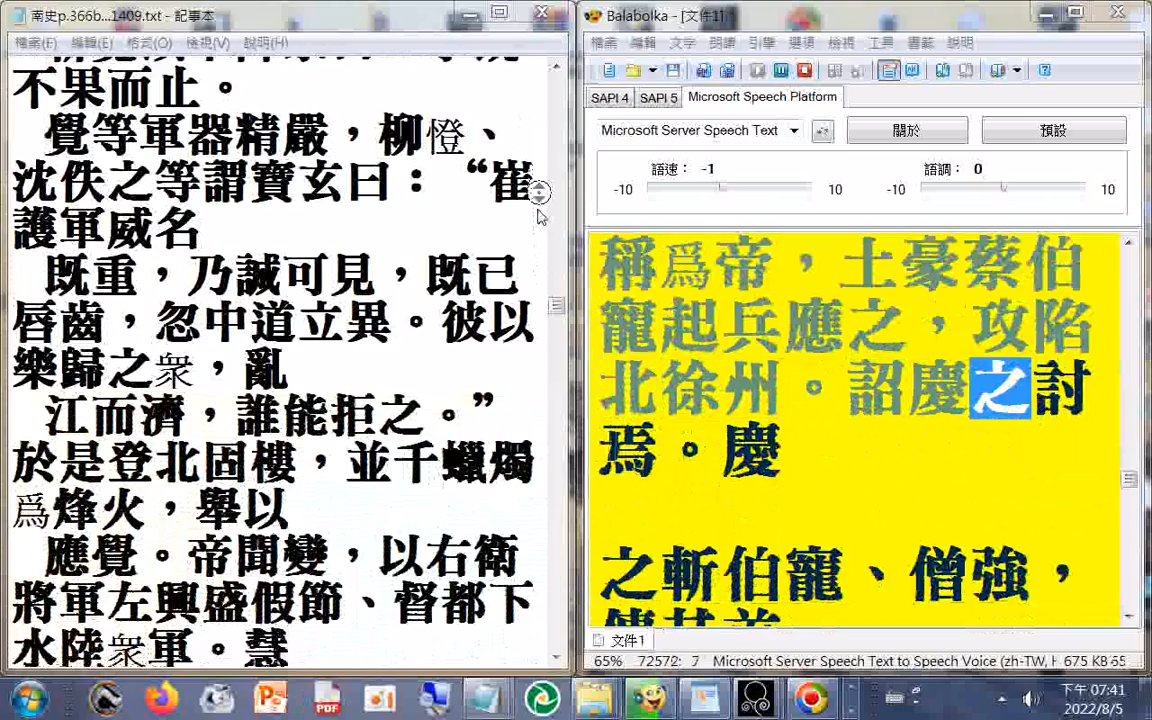 南史p.366b...1409.txt - 記事本
檔案(F) 編輯(E) 格式(O) 檢視(V) 說明(H)
不果而止。
覺等軍器精嚴，柳憕、
沈佚之等謂寶玄曰：“崔
護軍威名
既重，乃誠可見，既已
唇齒，忽中道立異。彼以
樂歸之衆，亂
江而濟，誰能拒之。”
於是登北固樓，並千蠟燭
爲烽火，舉以
應覺。帝聞變，以右衛
將軍左興盛假節、督都下
水陸衆軍。慧
Balabolka - [文件1]
檔案 編輯 文字 朗讀 引擎 選項 檢視 工具 書籤 說明
SAPI 4 SAPI 5 Microsoft Speech Platform
Microsoft Server Speech Text 關於 預設
語速： -1 語調： 0
-10 10 -10 10
稱爲帝，土豪蔡伯
寵起兵應之，攻陷
北徐州。詔慶之討
焉。慶
之斬伯寵、僧強，
文件1
65% 72572: 7 Microsoft Server Speech Text to Speech Voice (zh-TW, H 675 KB 55
PDF
下午 07:41
2022/8/5